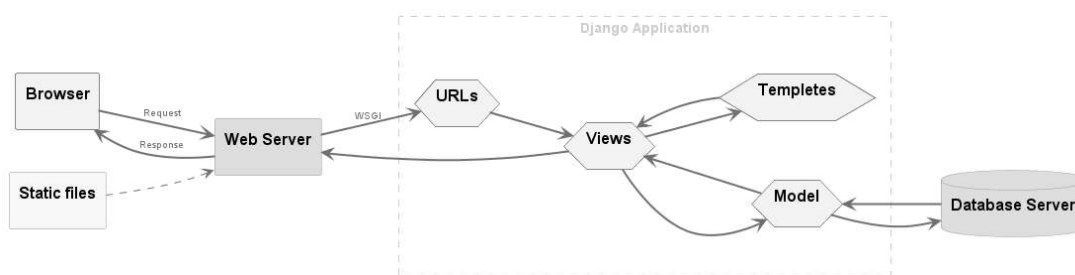 Django Application
Browser
URLs
Templetes
Request
WSGI
Web Server
Views
Response
Static files
Model
Database Server